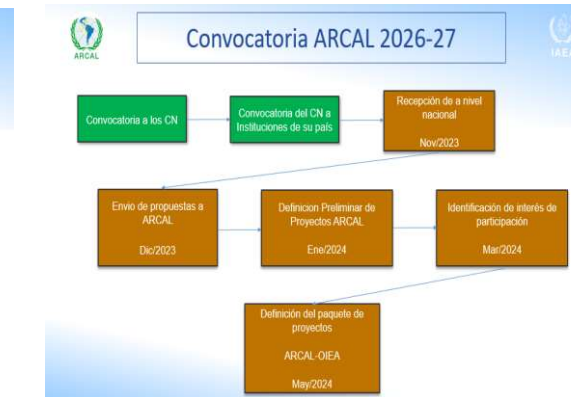 ARCAL
Convocatoria ARCAL 2026-27
IAEA
Convocatoria a los CN
Convocatoria del CN a
Instituciones de su país
Recepción de a nivel
nacional
Nov/2023
Envio de propuestas a
ARCAL
Dic/2023
Definicion Preliminar de
Proyectos ARCAL
Ene/2024
Identificación de interés de
participación
Mar/2024
Definición del paquete de
proyectos
ARCAL-OIEA
May/2024